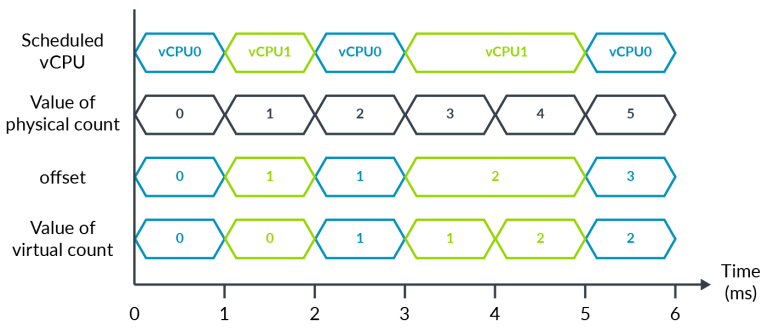 Scheduled
vCPU
vCPU0 vCPU1 vCPU0 vCPU1 vCPU0
Value of
physical count
0 1 2 3 4 5
offset
0 1 1 2 3
Value of
virtual count
0 0 1 1 2 2
Time
(ms)
0 1 2 3 4 5 6